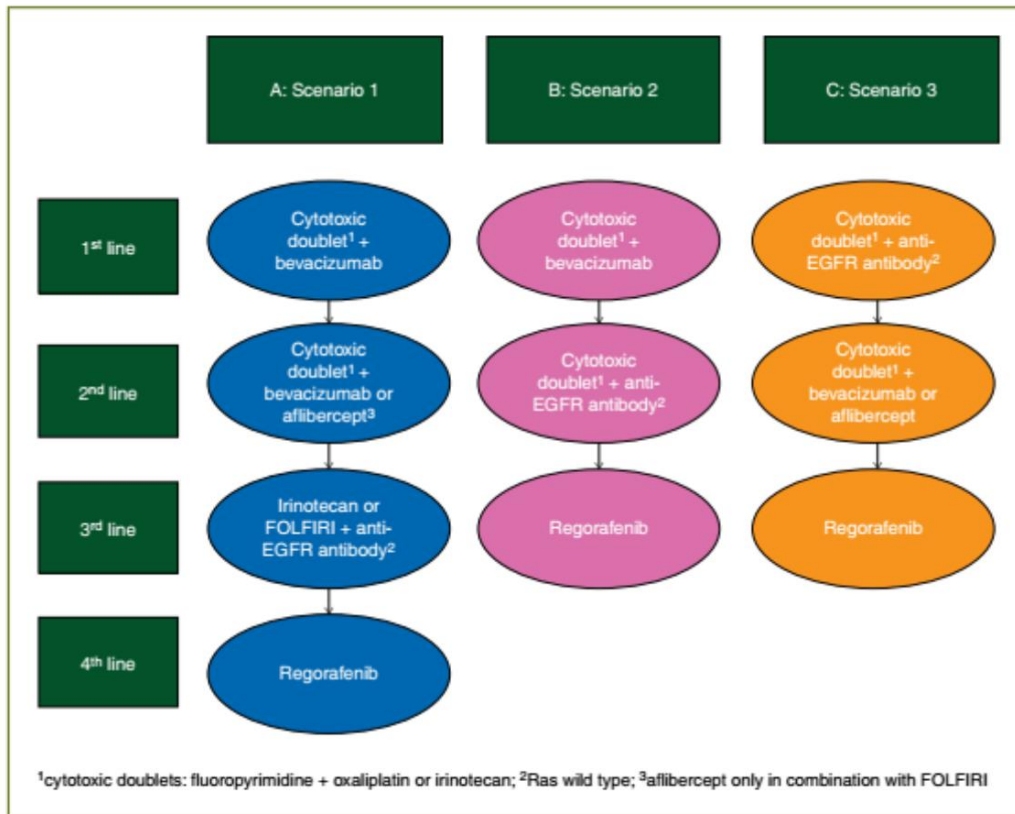 A: Scenario 1
B: Scenario 2
C: Scenario 3
1st line
Cytotoxic
doublet¹ +
bevacizumab
Cytotoxic
doublet¹ +
bevacizumab
Cytotoxic
doublet¹ + anti-
EGFR antibody²
2nd line
Cytotoxic
doublet¹ +
bevacizumab or
aflibercept³
Cytotoxic
doublet¹ + anti-
EGFR antibody²
Cytotoxic
doublet¹ +
bevacizumab or
aflibercept
3rd line
Irinotecan or
FOLFIRI + anti-
EGFR antibody²
Regorafenib
Regorafenib
4th line
Regorafenib
¹cytotoxic doublets: fluoropyrimidine + oxaliplatin or irinotecan; ²Ras wild type; ³aflibercept only in combination with FOLFIRI